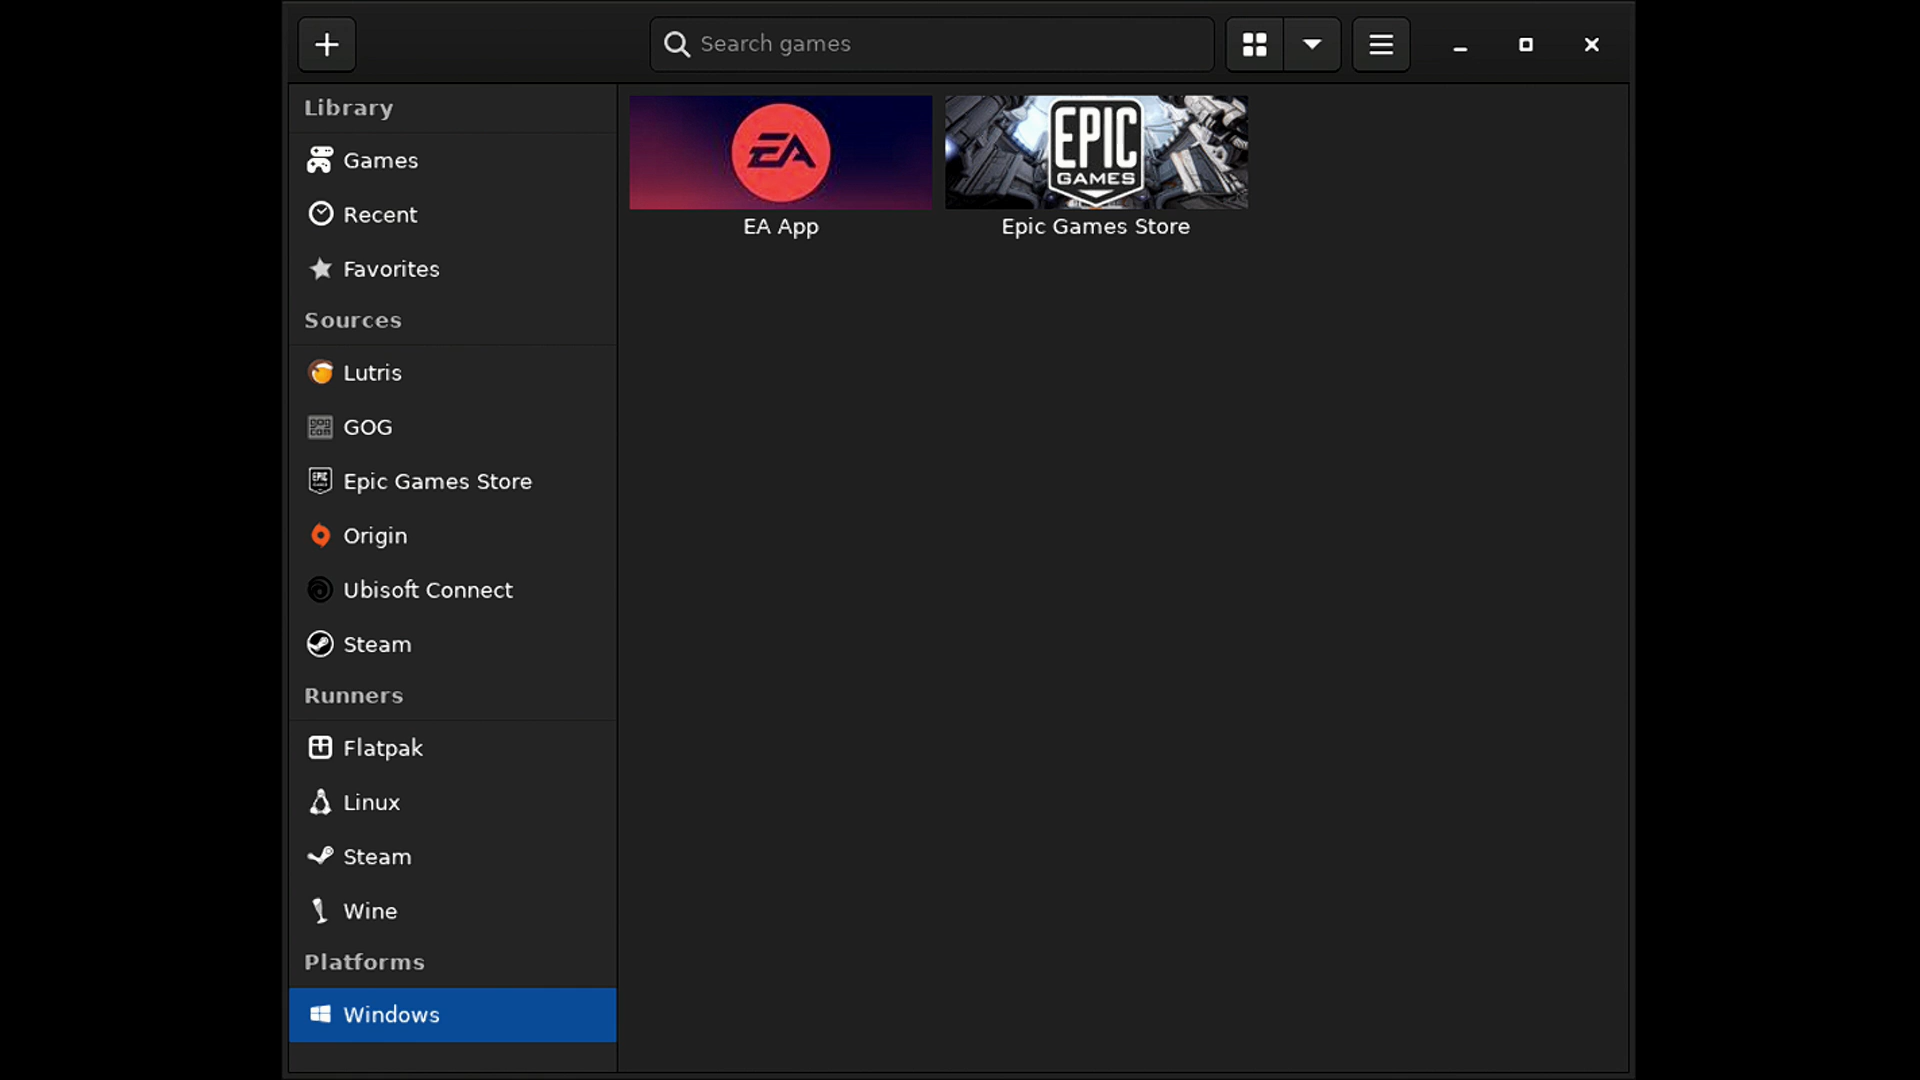 Search games
Library
Games
Recent
Favorites
Sources
Lutris
GOG
Epic Games Store
Origin
Ubisoft Connect
Steam
Runners
Flatpak
Linux
Steam
Wine
Platforms
Windows
EA
EA App
EPIC
GAMES
Epic Games Store